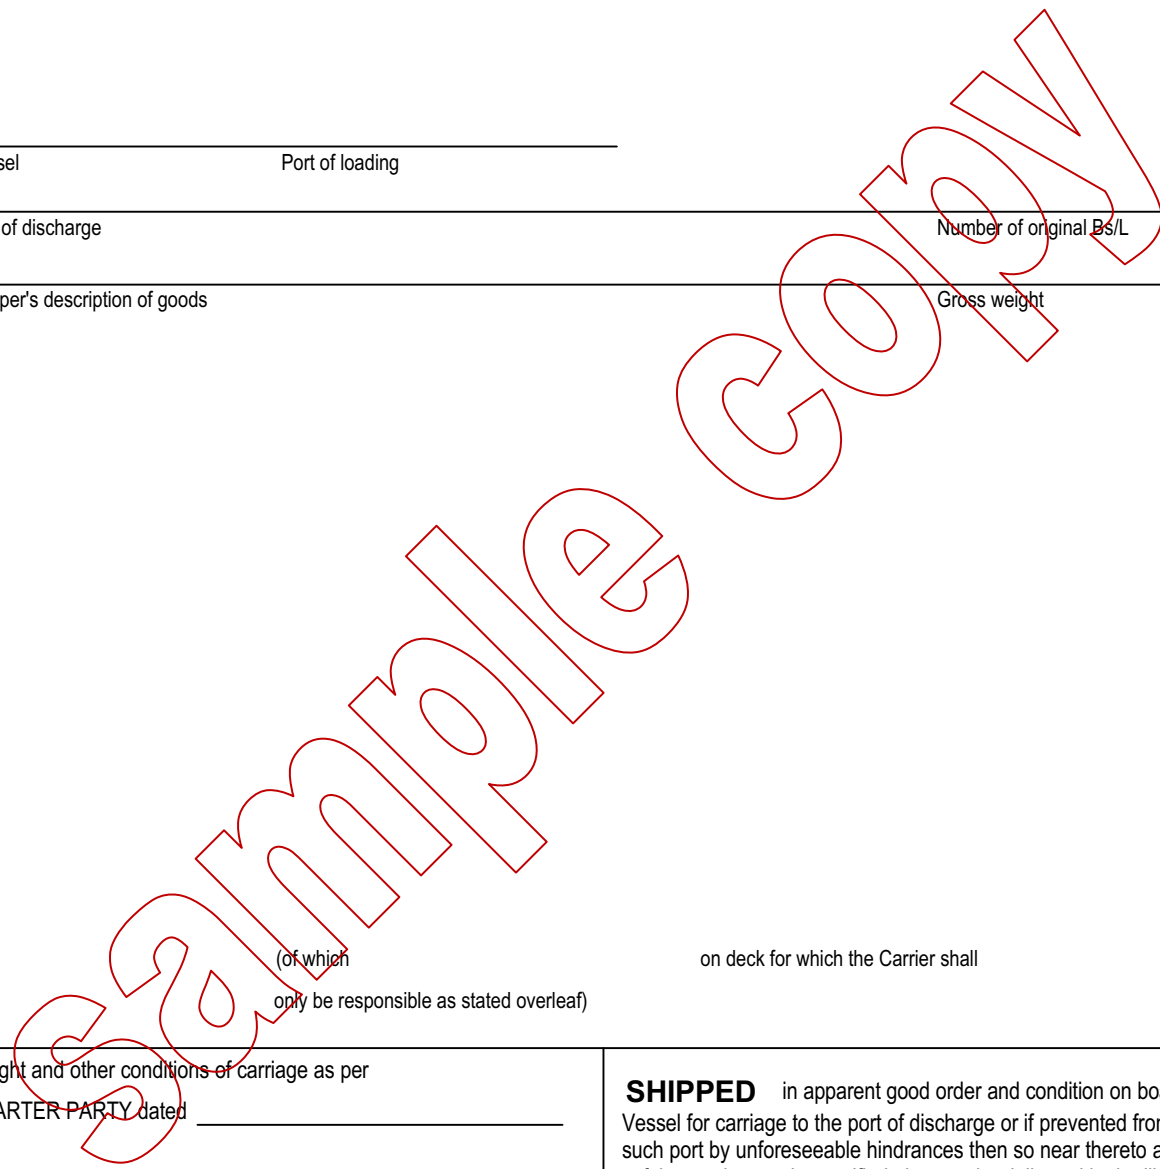 sel Port of loading
of discharge Number of original Bs/L
per's description of goods Gross weight
sample copy
(of which on deck for which the Carrier shall
only be responsible as stated overleaf)
ght and other conditions of carriage as per
ARTER PARTY dated
SHIPPED in apparent good order and condition on boa
Vessel for carriage to the port of discharge or if prevented from
such port by unforeseeable hindrances then so near thereto a